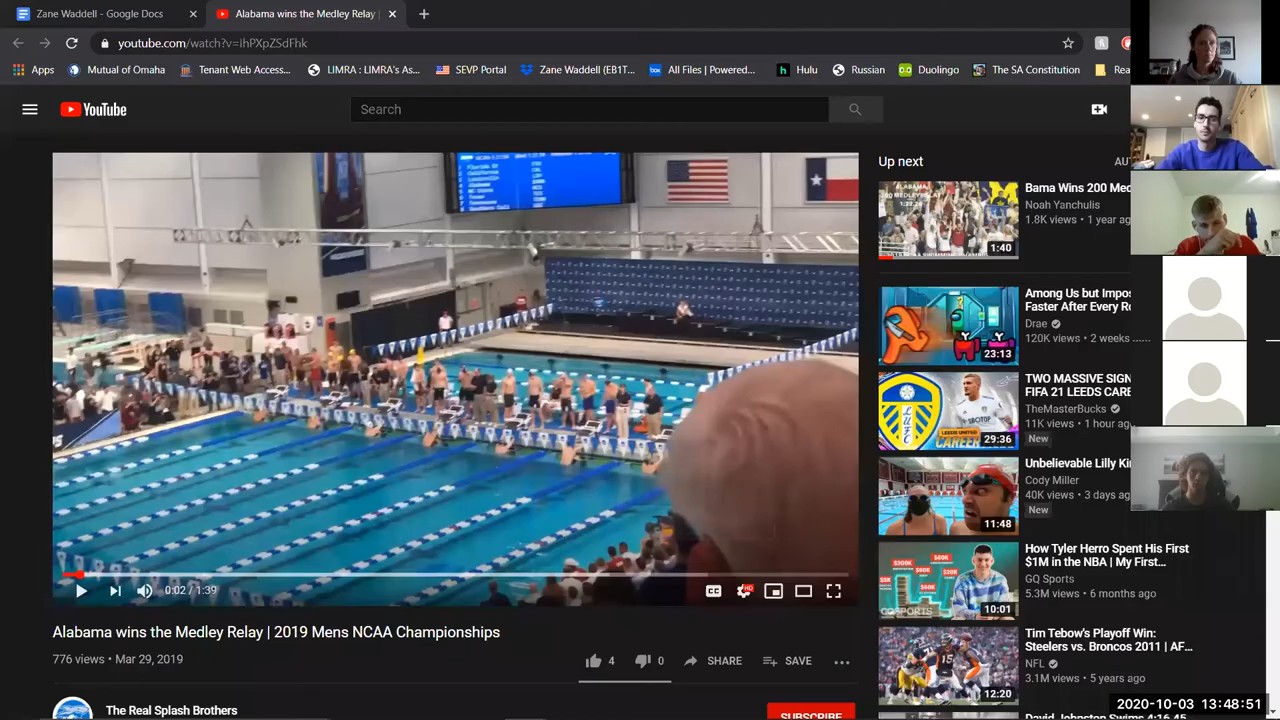 Zane Waddell - Google Docs
Alabama wins the Medley Relay |
youtube.com/watch?v=IhPXpZSdFhk
Apps
Mutual of Omaha
Tenant Web Access...
LIMRA : LIMRA's As...
SEVP Portal
Zane Waddell (EB1T...
All Files | Powered...
Hulu
Russian
Duolingo
The SA Constitution
Rea
YouTube
Search
Up next
AU
Bama Wins 200 Med
Noah Yanchulis
1.8K views • 1 year ag
1:40
Among Us but Impos
Faster After Every Ro
Drae
120K views • 2 weeks ......
23:13
TWO MASSIVE SIGN
FIFA 21 LEEDS CARE
TheMasterBucks
11K views • 1 hour ag
New
29:36
Unbelievable Lilly Kin
Cody Miller
40K views • 3 days ag
New
11:48
How Tyler Herro Spent His First
$1M in the NBA | My First...
GQ Sports
5.3M views • 6 months ago
10:01
Tim Tebow's Playoff Win:
Steelers vs. Broncos 2011 | AF...
NFL
3.1M views • 5 years ago
12:20
0:02 / 1:37
CC
HD
Alabama wins the Medley Relay | 2019 Mens NCAA Championships
776 views • Mar 29, 2019
4
0
SHARE
SAVE
The Real Splash Brothers
SUBSCRIBE
2020-10-03 13:48:51